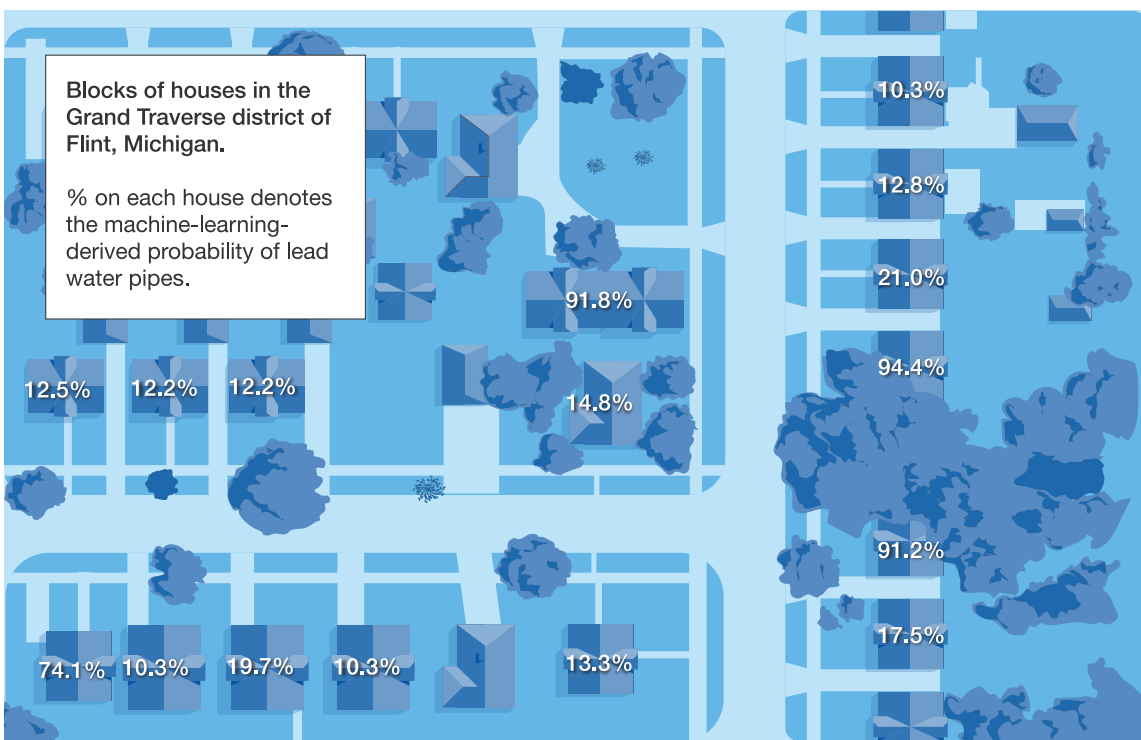 Blocks of houses in the
Grand Traverse district of
Flint, Michigan.
% on each house denotes
the machine-learning-
derived probability of lead
water pipes.
10.3%
12.8%
21.0%
91.8%
94.4%
12.5% 12.2% 12.2%
14.8%
91.2%
17.5%
74.1% 10.3% 19.7% 10.3% 13.3%